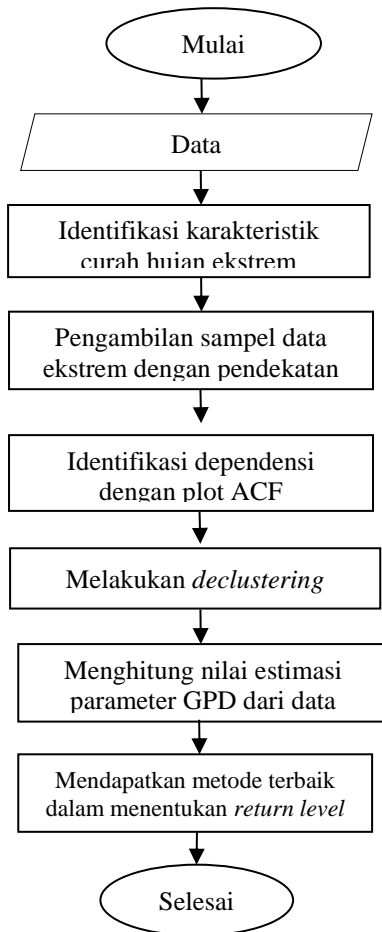 Mulai
Data
Identifikasi karakteristik
curah hujan ekstrem
Pengambilan sampel data
ekstrem dengan pendekatan
Identifikasi dependensi
dengan plot ACF
Melakukan declustering
Menghitung nilai estimasi
parameter GPD dari data
Mendapatkan metode terbaik
dalam menentukan return level
Selesai